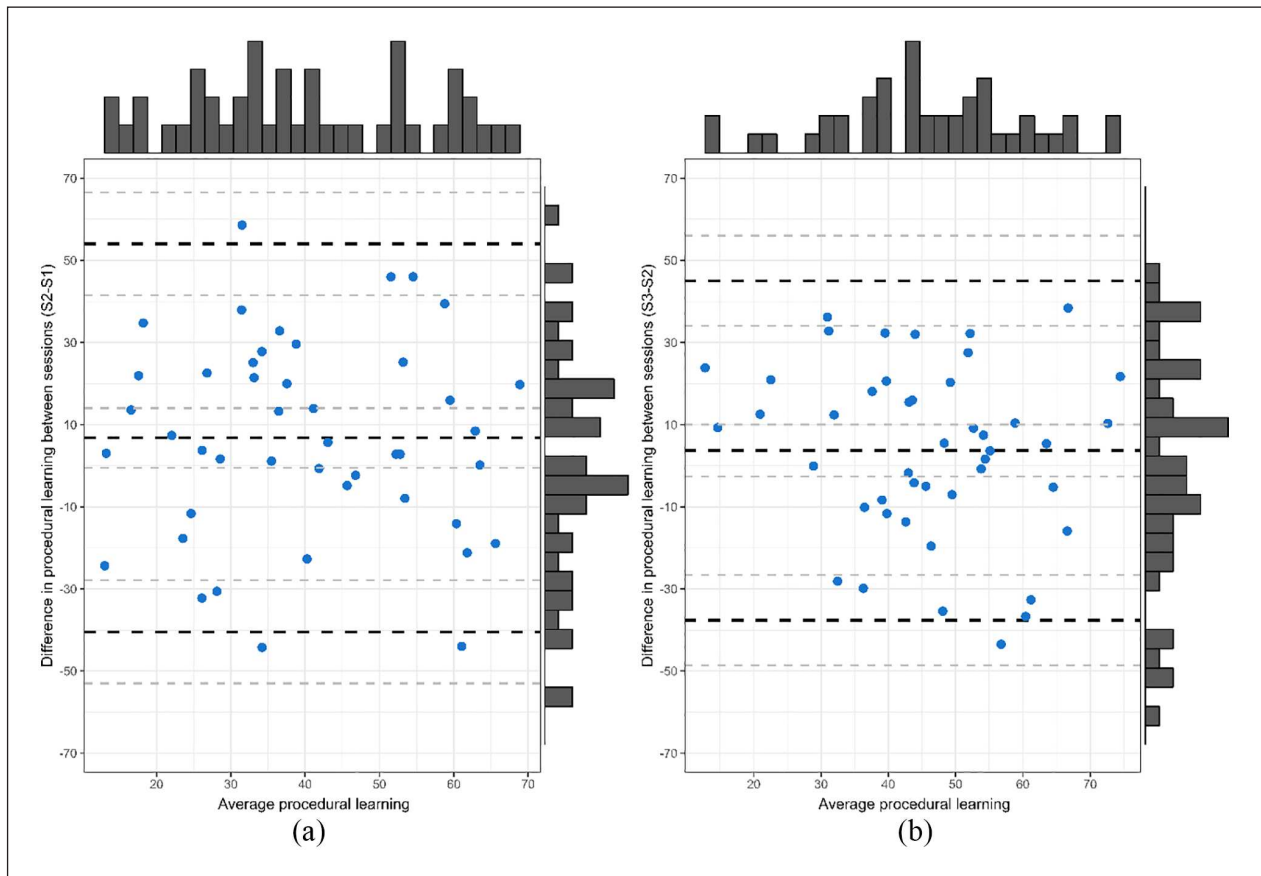 70
50
30
10
-10
-30
-50
-70
Difference in procedural learning between sessions (S2-S1)
20 30 40 50 60 70
Average procedural learning
(a)
70
50
30
10
-10
-30
-50
-70
Difference in procedural learning between sessions (S3-S2)
20 30 40 50 60 70
Average procedural learning
(b)